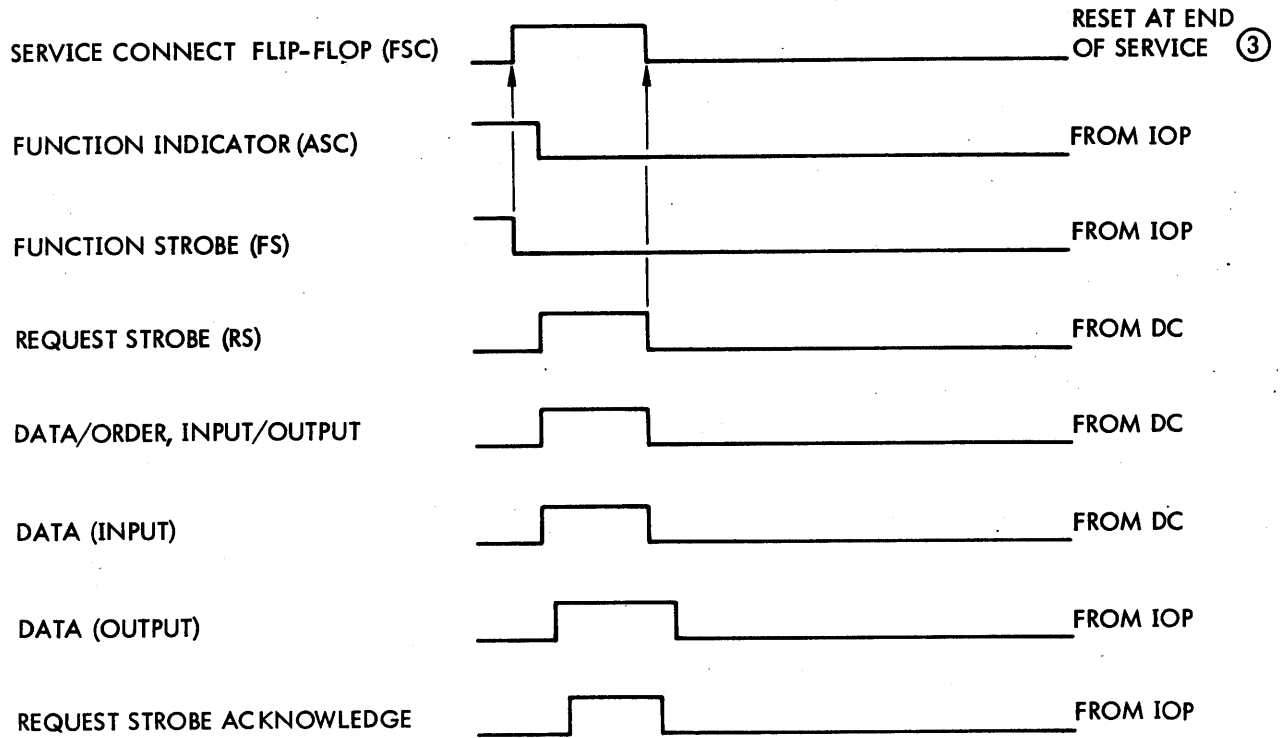 SERVICE CONNECT FLIP-FLOP (FSC)
RESET AT END
OF SERVICE ③
FUNCTION INDICATOR (ASC)
FROM IOP
FUNCTION STROBE (FS)
FROM IOP
REQUEST STROBE (RS)
FROM DC
DATA/ORDER, INPUT/OUTPUT
FROM DC
DATA (INPUT)
FROM DC
DATA (OUTPUT)
FROM IOP
REQUEST STROBE ACKNOWLEDGE
FROM IOP